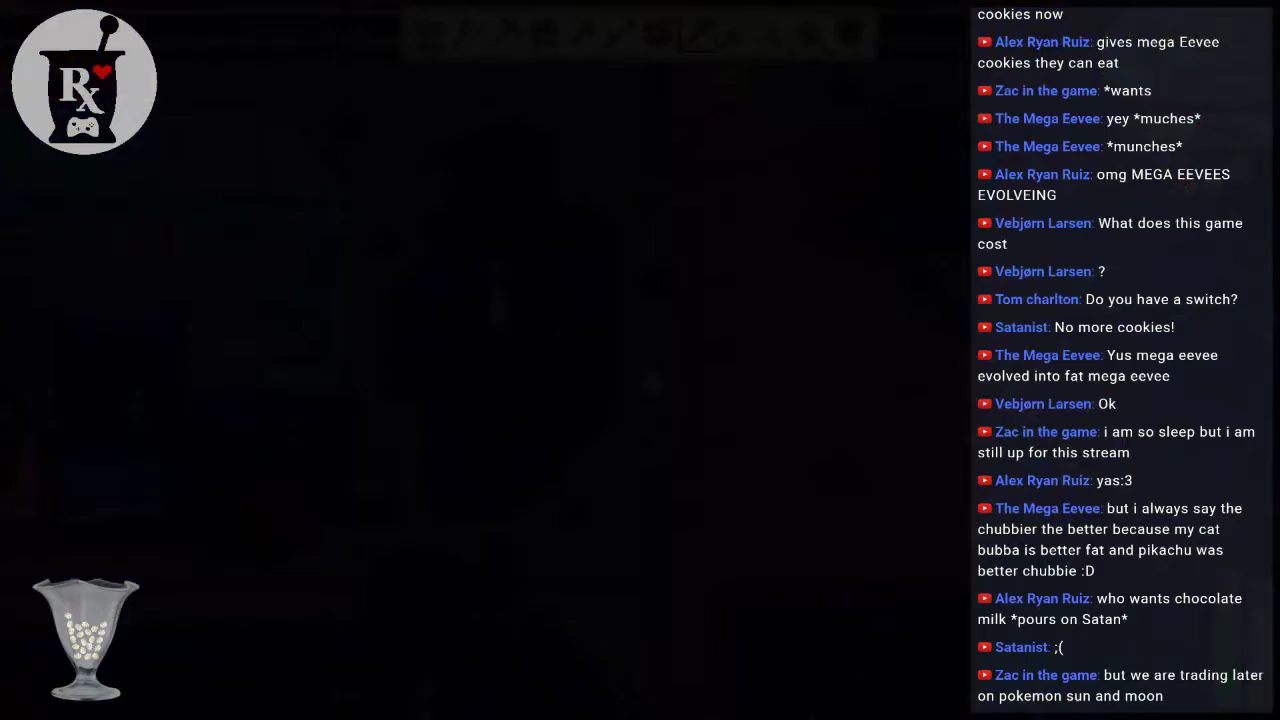 Rx
cookies now
Alex Ryan Ruiz: gives mega Eevee
cookies they can eat
Zac in the game: *wants
The Mega Eevee: yey *muches*
The Mega Eevee: *munches*
Alex Ryan Ruiz: omg MEGA EEVEES
EVOLVEING
Vebjørn Larsen: What does this game
cost
Vebjørn Larsen: ?
Tom charlton: Do you have a switch?
Satanist: No more cookies!
The Mega Eevee: Yus mega eevee
evolved into fat mega eevee
Vebjørn Larsen: Ok
Zac in the game: i am so sleep but i am
still up for this stream
Alex Ryan Ruiz: yas:3
The Mega Eevee: but i always say the
chubbier the better because my cat
bubba is better fat and pikachu was
better chubbie :D
Alex Ryan Ruiz: who wants chocolate
milk *pours on Satan*
Satanist: ;(
Zac in the game: but we are trading later
on pokemon sun and moon